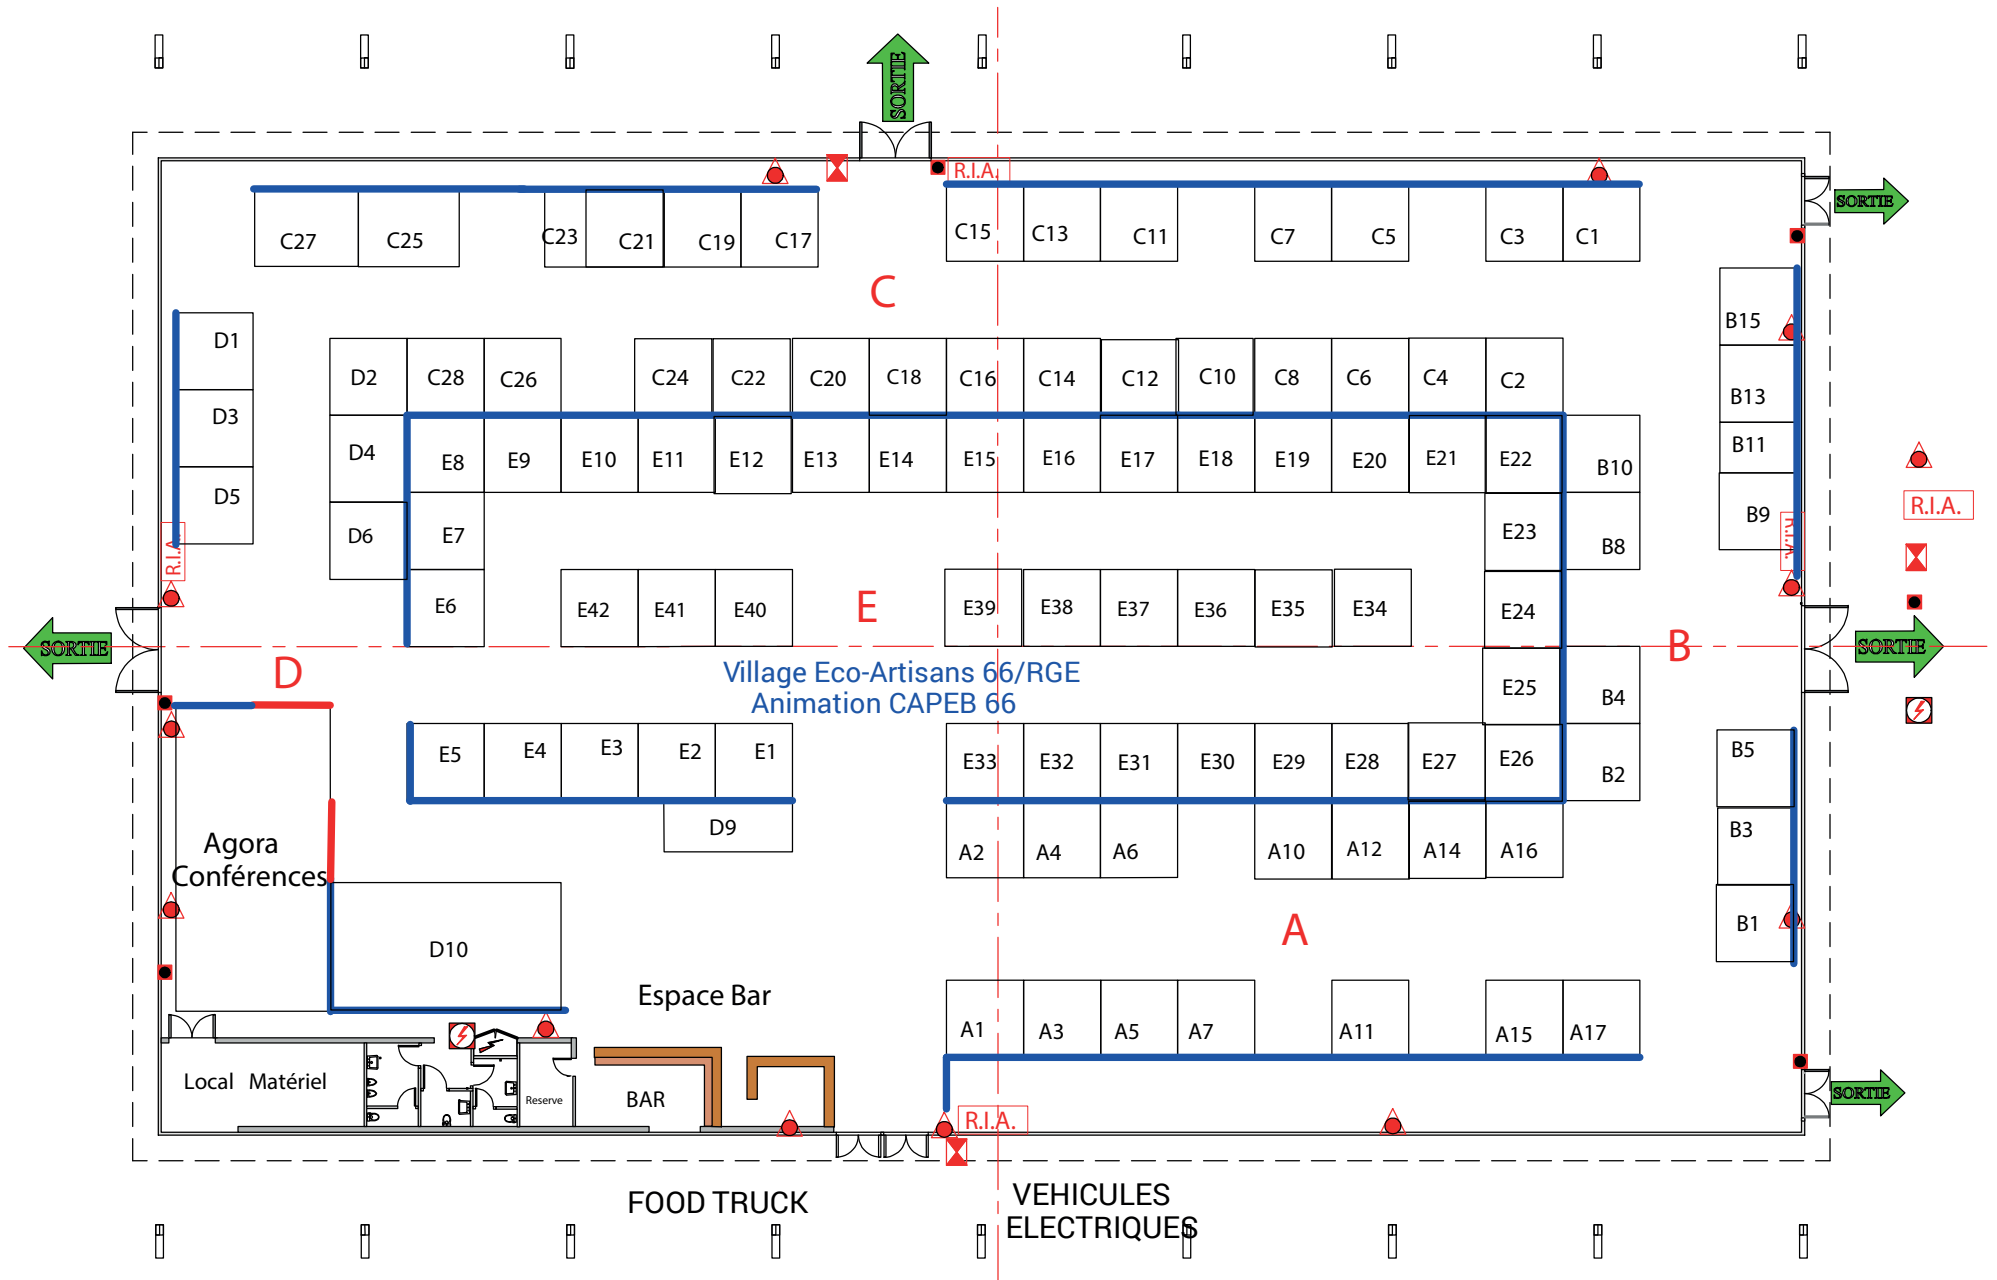 SORTIE
R.I.A.
SORTIE
C27
C25
C23
C21
C19
C17
C15
C13
C11
C7
C5
C3
C1
C
D1
D3
D5
B15
B13
B11
B9
D2
C28
C26
C24
C22
C20
C18
C16
C14
C12
C10
C8
C6
C4
C2
D4
E8
E9
E10
E11
E12
E13
E14
E15
E16
E17
E18
E19
E20
E21
E22
B10
D6
E7
E23
B8
R.I.A.
R.I.A.
R.I.A.
E6
E42
E41
E40
E
E39
E38
E37
E36
E35
E34
E24
SORTIE
D
B
SORTIE
Village Eco-Artisans 66/RGE
Animation CAPEB 66
E25
B4
E5
E4
E3
E2
E1
E33
E32
E31
E30
E29
E28
E27
E26
B2
B5
B3
B1
D9
A2
A4
A6
A10
A12
A14
A16
Agora
Conférences
D10
A
Espace Bar
A1
A3
A5
A7
A11
A15
A17
Local Matériel
Reserve
BAR
SORTIE
R.I.A.
FOOD TRUCK
VEHICULES
ELECTRIQUES